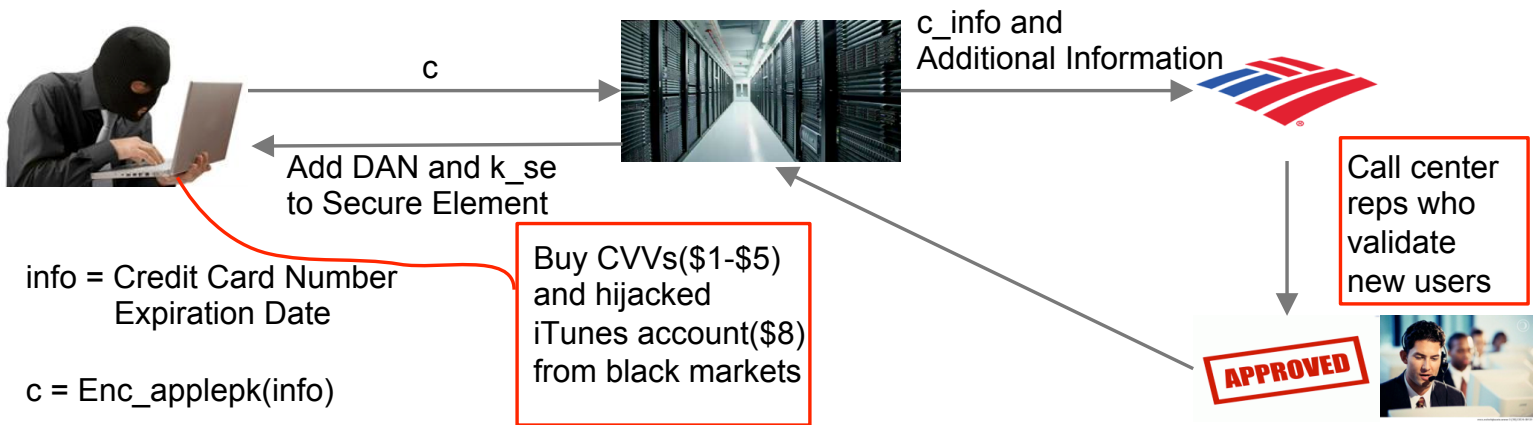 c
c_info and
Additional Information
Add DAN and k_se
to Secure Element
info = Credit Card Number
Expiration Date
c = Enc_applepk(info)
Buy CVVs($1-$5)
and hijacked
iTunes account($8)
from black markets
Call center
reps who
validate
new users
APPROVED